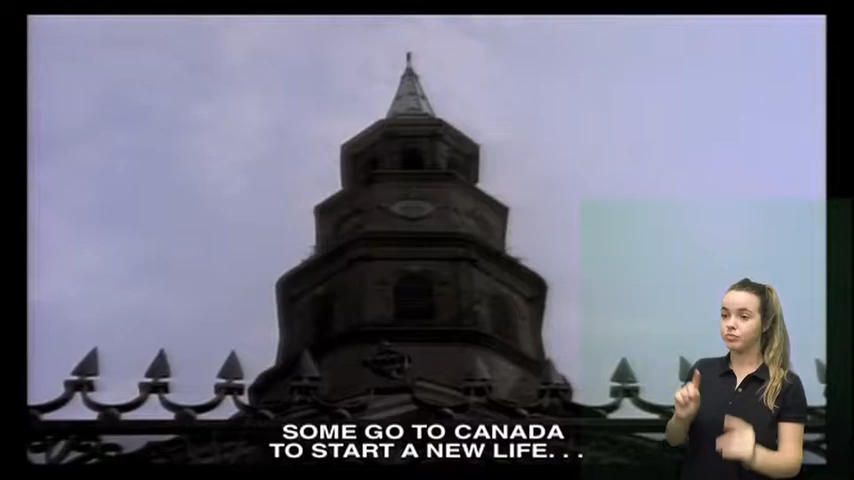 SOME GO TO CANADA
TO START A NEW LIFE. . .